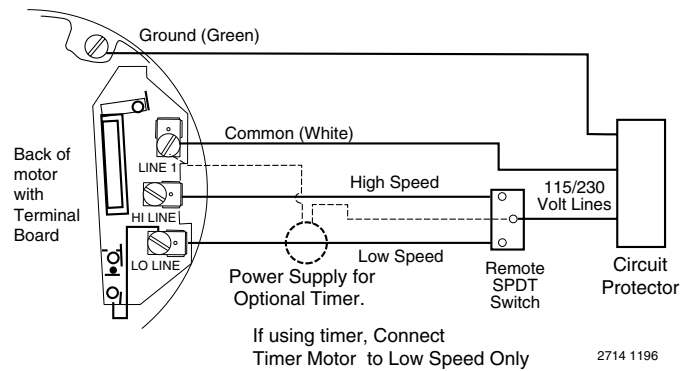 Ground (Green)
Common (White)
Back of
motor
with
Terminal
Board
LINE 1
HI LINE
LO LINE
High Speed
Low Speed
115/230
Volt Lines
Power Supply for
Optional Timer.
Remote
SPDT
Switch
Circuit
Protector
If using timer, Connect
Timer Motor to Low Speed Only
2714 1196